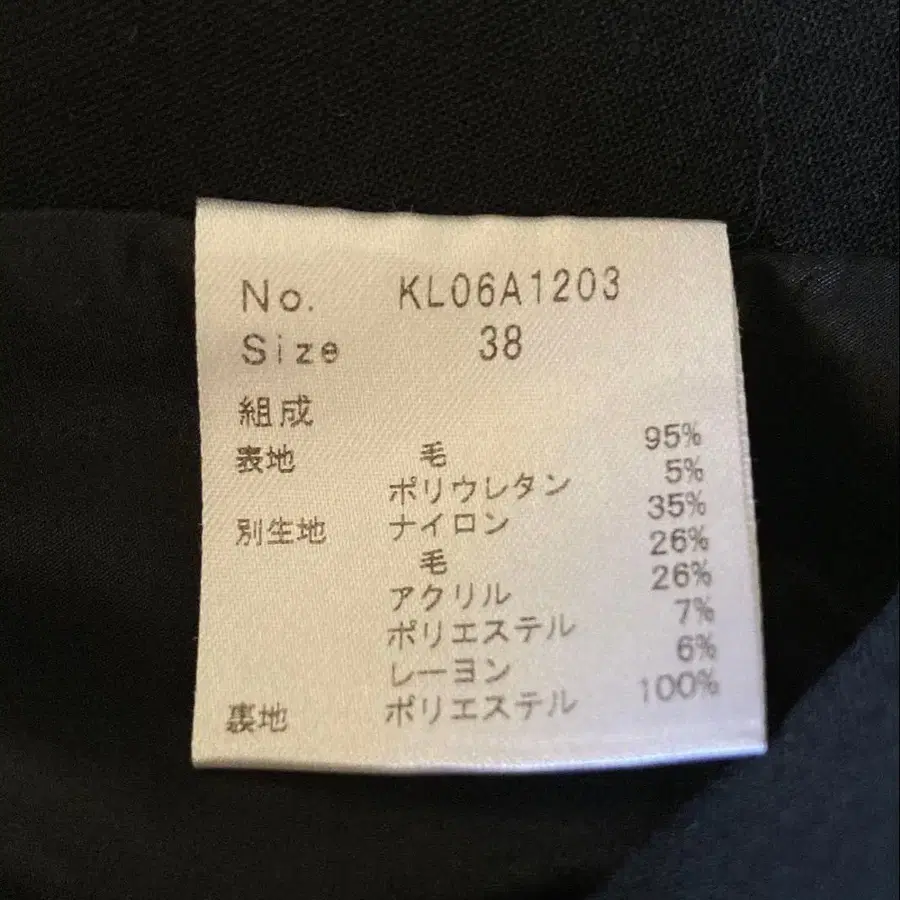 No. KL06A1203
Size 38
組成
表地 毛 95%
ポリウレタン 5%
別生地 ナイロン 35%
毛 26%
アクリル 26%
ポリエステル 7%
レーヨン 6%
裏地 ポリエステル 100%